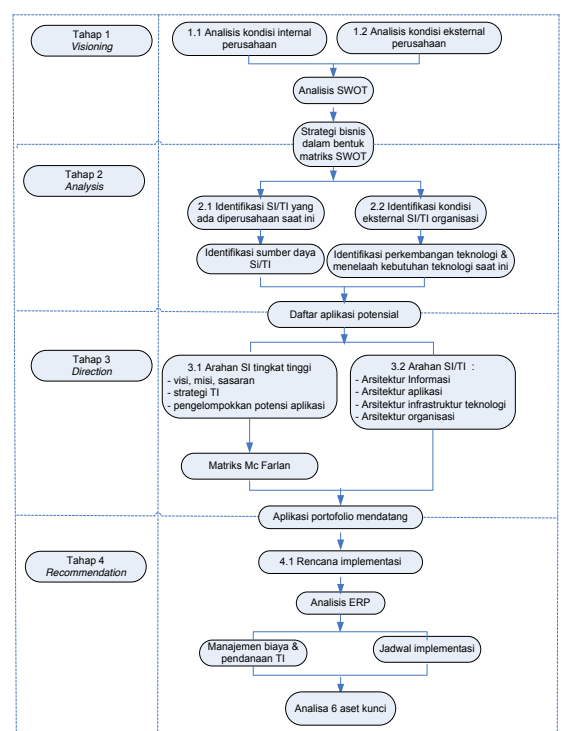 Tahap 1
Visioning
1.1 Analisis kondisi internal
perusahaan
1.2 Analisis kondisi eksternal
perusahaan
Analisis SWOT
Strategi bisnis
dalam bentuk
matriks SWOT
Tahap 2
Analysis
2.1 Identifikasi SI/TI yang
ada diperusahaan saat ini
2.2 Identifikasi kondisi
eksternal SI/TI organisasi
Identifikasi sumber daya
Si/TI
Identifikasi perkembangan teknologi &
menelaah kebutuhan teknologi saat ini
Daftar aplikasi potensial
Tahap 3
Direction
3.1 Arahan SI tingkat tinggi
- visi, misi, sasaran
- strategi TI
- pengelompokkan potensi aplikasi
3.2 Arahan SI/TI :
- Arsitektur Informasi
- Arsitektur aplikasi
- Arsitektur infrastruktur teknologi
- Arsitektur organisasi
Matriks Mc Farlan
Aplikasi portofolio mendatang
Tahap 4
Recommendation
4.1 Rencana implementasi
Analisis ERP
Manajemen biaya &
pendanaan TI
Jadwal implementasi
Analisa 6 aset kunci